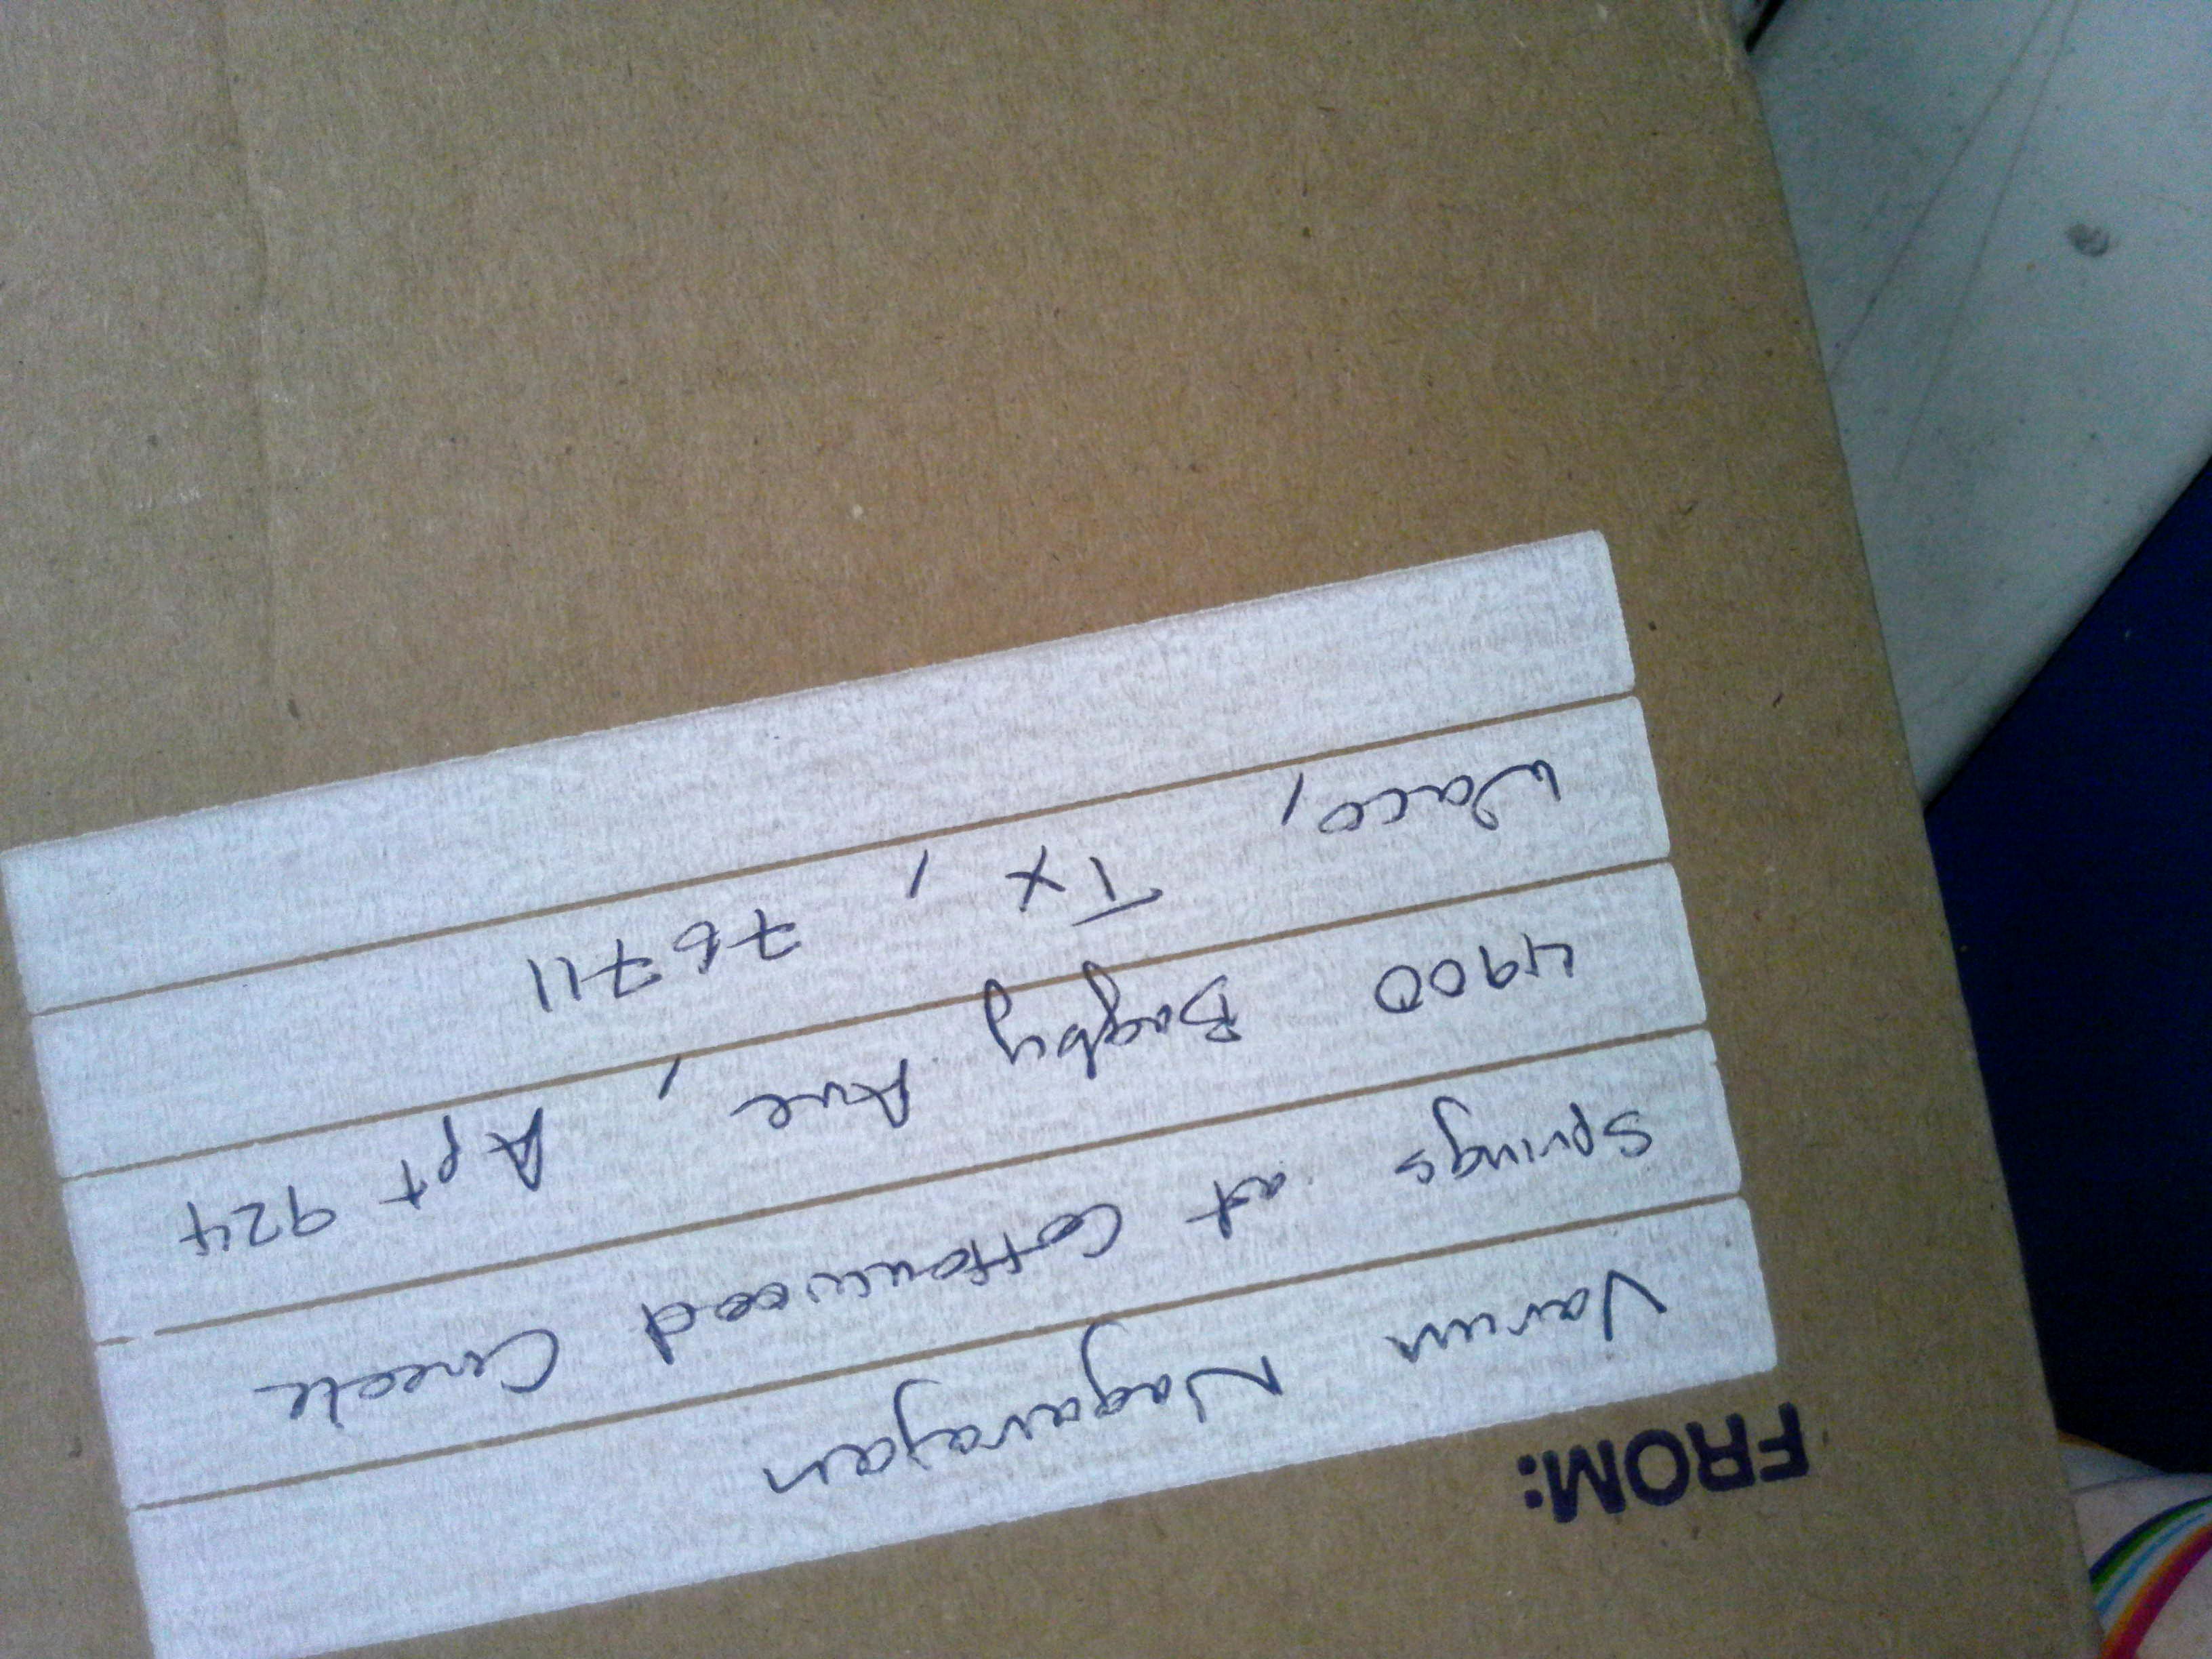 FROM:
Varun Nagarajan
Springs at Cottonwood Creek
4900 Bagby Ave, Apt 924
Waco, Tx, 76711